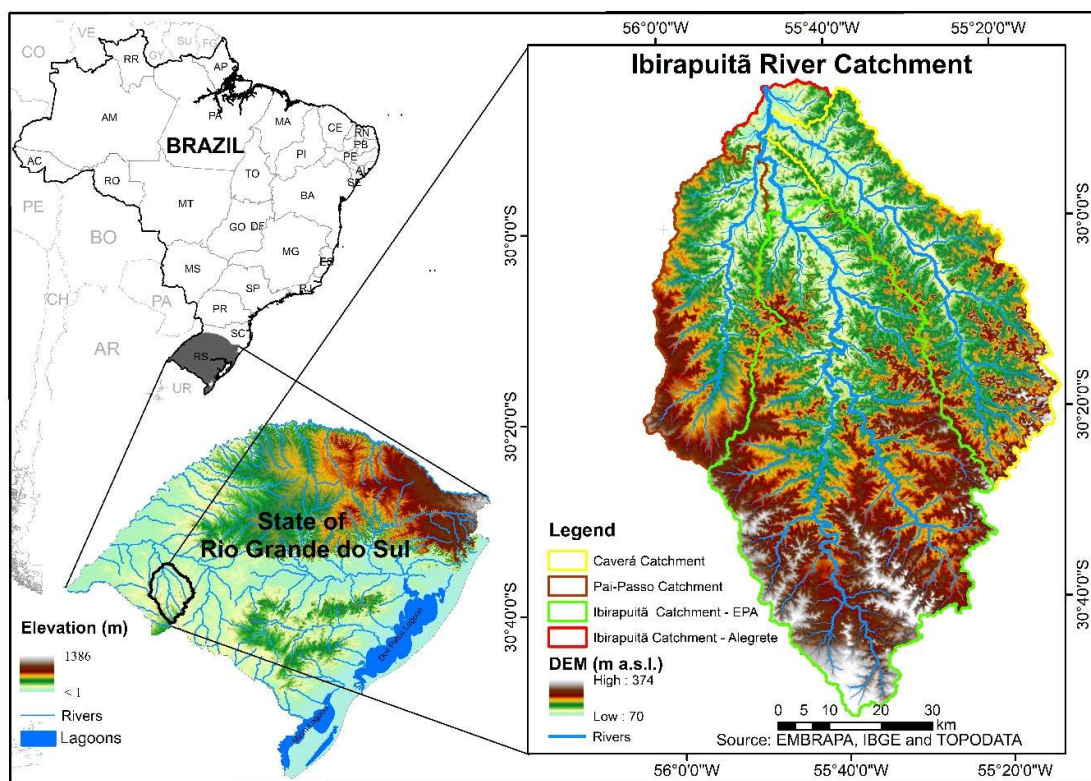 VE
CO
GY
SU
FG
RR
AP
AM
PA
MA
CE
RN
PB
PE
AL
SE
PI
BRAZIL
AC
RO
TO
BA
MT
PE
BO
GO
DF
MG
ES
MS
SP
RJ
PR
CH
PA
SC
AR
RS
UR
State of
Rio Grande do Sul
Elevation (m)
1386
< 1
Rivers
Lagoons
Dos Patos Lagoon
Lagoon
56°0'0"W
55°40'0"W
55°20'0"W
Ibirapuitã River Catchment
30°0'0"S
30°20'0"S
30°40'0"S
30°0'0"S
30°20'0"S
30°40'0"S
Legend
Caverá Catchment
Pai-Passo Catchment
Ibirapuitã Catchment - EPA
Ibirapuitã Catchment - Alegrete
DEM (m a.s.l.)
High : 374
Low : 70
Rivers
0 5 10 20 30
km
Source: EMBRAPA, IBGE and TOPODATA
56°0'0"W
55°40'0"W
55°20'0"W